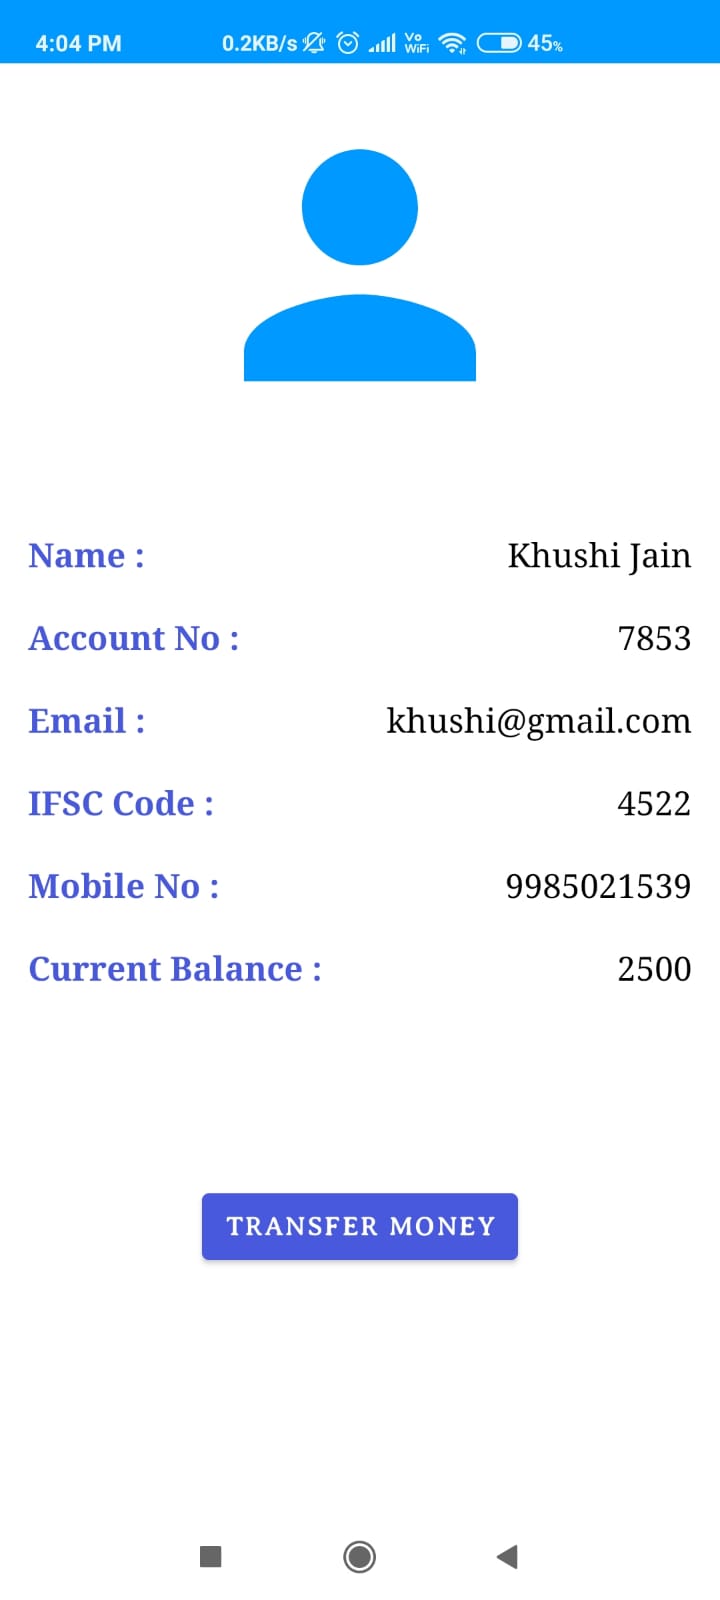 4:04 PM 0.2KB/s Vo WiFi 45%
Name : Khushi Jain
Account No : 7853
Email : khushi@gmail.com
IFSC Code : 4522
Mobile No : 9985021539
Current Balance : 2500
TRANSFER MONEY